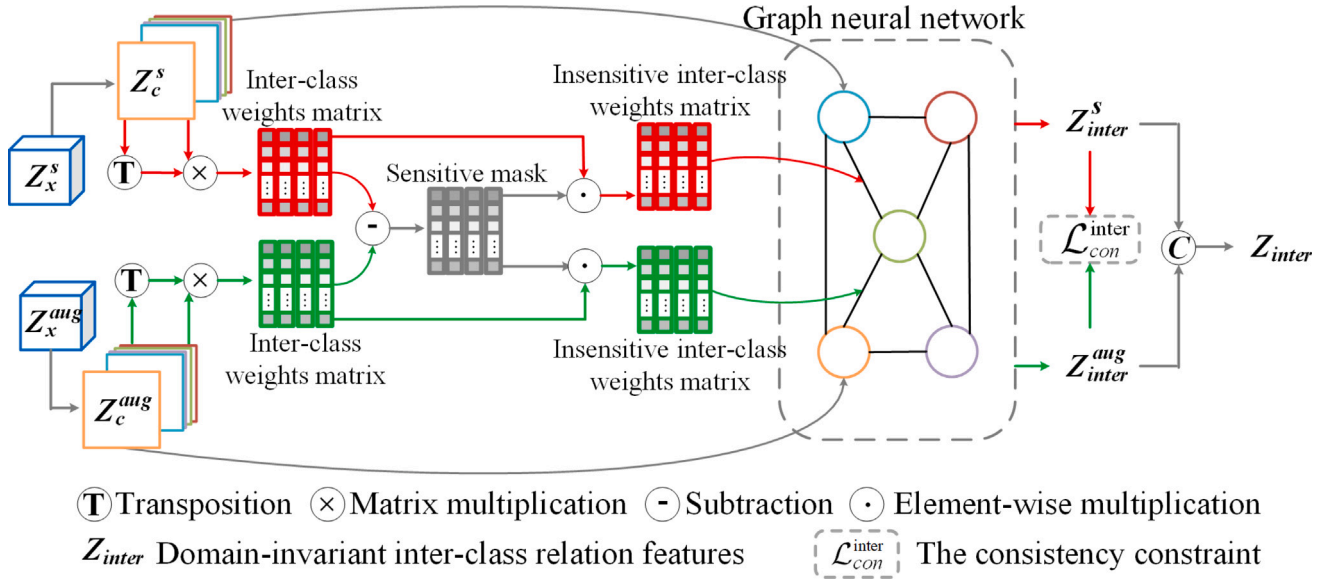 Graph neural network
Z_c^s
Inter-class
weights matrix
Insensitive inter-class
weights matrix
Z_x^s
T
×
Sensitive mask
·
-
Z_inter^s
L_con^inter
C
Z_inter
Z_x^aug
T
×
·
Inter-class
weights matrix
Insensitive inter-class
weights matrix
Z_inter^aug
Z_c^aug
T Transposition × Matrix multiplication - Subtraction · Element-wise multiplication
Z_inter Domain-invariant inter-class relation features L_con^inter The consistency constraint